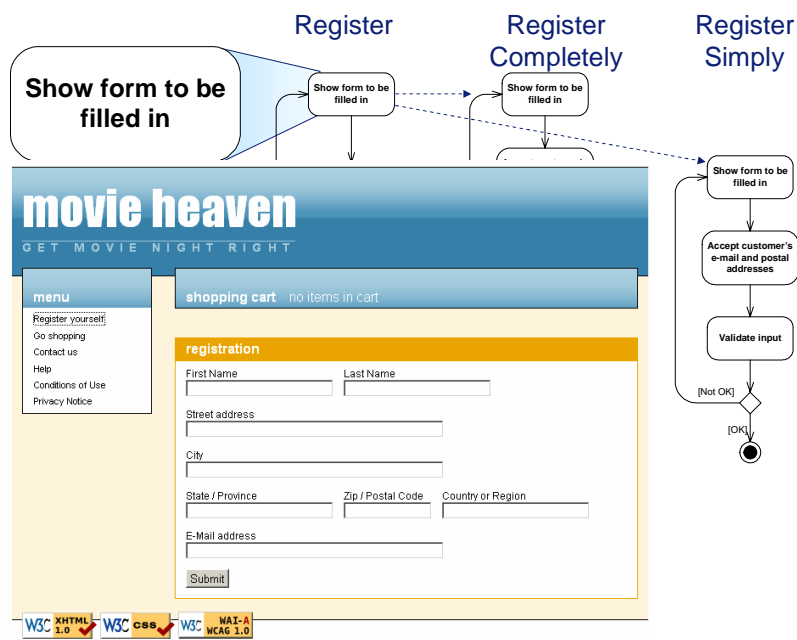 Register
Register
Completely
Register
Simply
Show form to be
filled in
Show form to be
filled in
Show form to be
filled in
Show form to be
filled in
Accept customer's
e-mail and postal
addresses
Validate input
[Not OK]
[OK]
movie heaven
GET MOVIE NIGHT RIGHT
menu
Register yourself
Go shopping
Contact us
Help
Conditions of Use
Privacy Notice
shopping cart no items in cart
registration
First Name Last Name
Street address
City
State / Province Zip / Postal Code Country or Region
E-Mail address
Submit
W3C XHTML 1.0
W3C css
W3C WAI-A WCAG 1.0